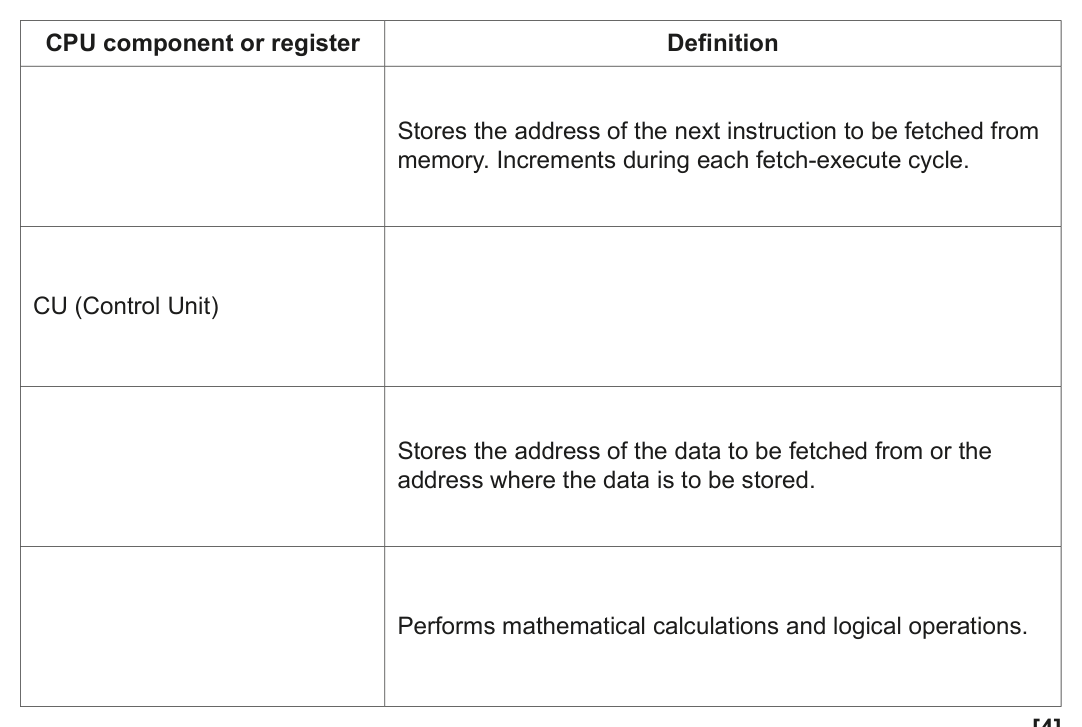 CPU component or register
Definition
Stores the address of the next instruction to be fetched from
memory. Increments during each fetch-execute cycle.
CU (Control Unit)
Stores the address of the data to be fetched from or the
address where the data is to be stored.
Performs mathematical calculations and logical operations.
[4]